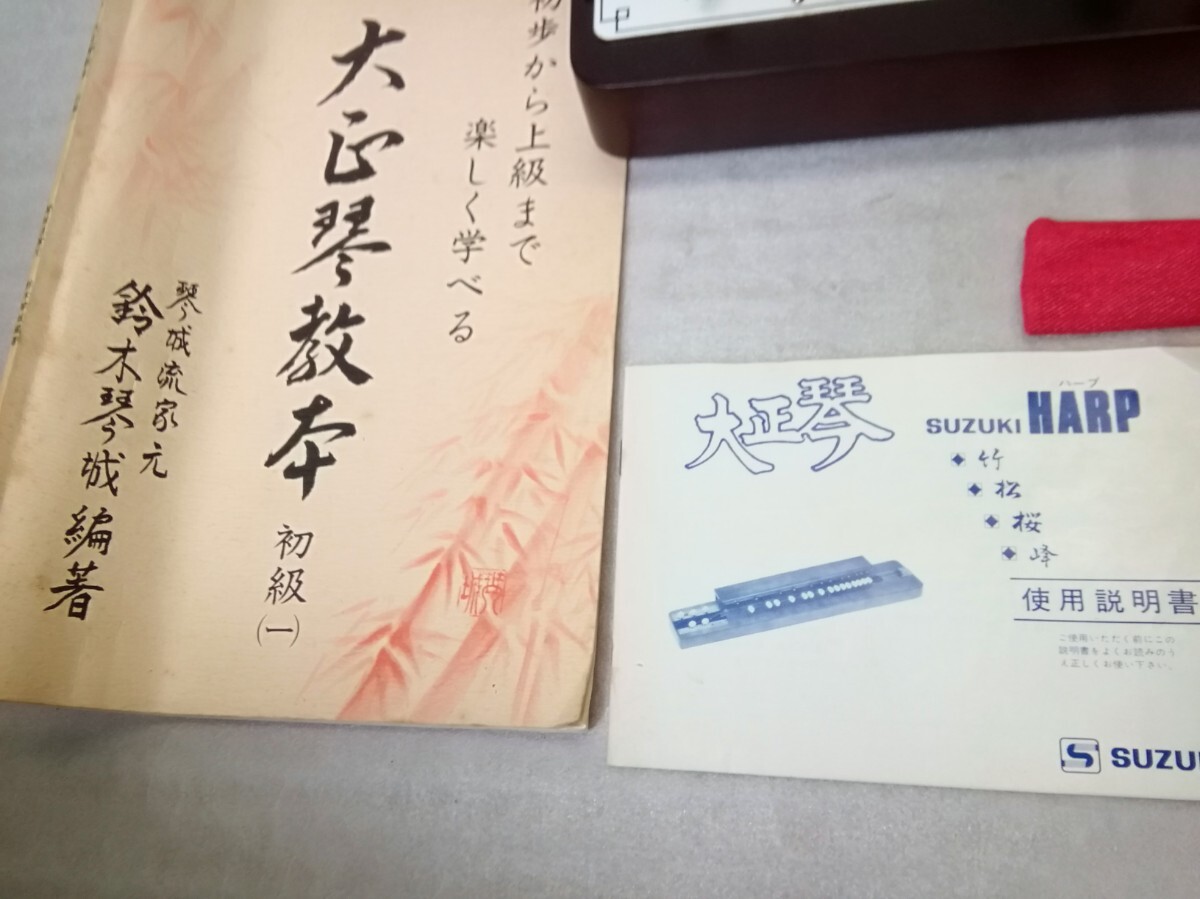 初歩から上級まで
楽しく学べる
大正琴教本
初級(一)
琴城流家元
鈴木琴城編著
大正琴
ハープ
SUZUKI HARP
竹
松
桜
峰
使用説明書
ご使用いただく前にこの
説明書をよくお読みのう
え正しくお使い下さい。
SUZU